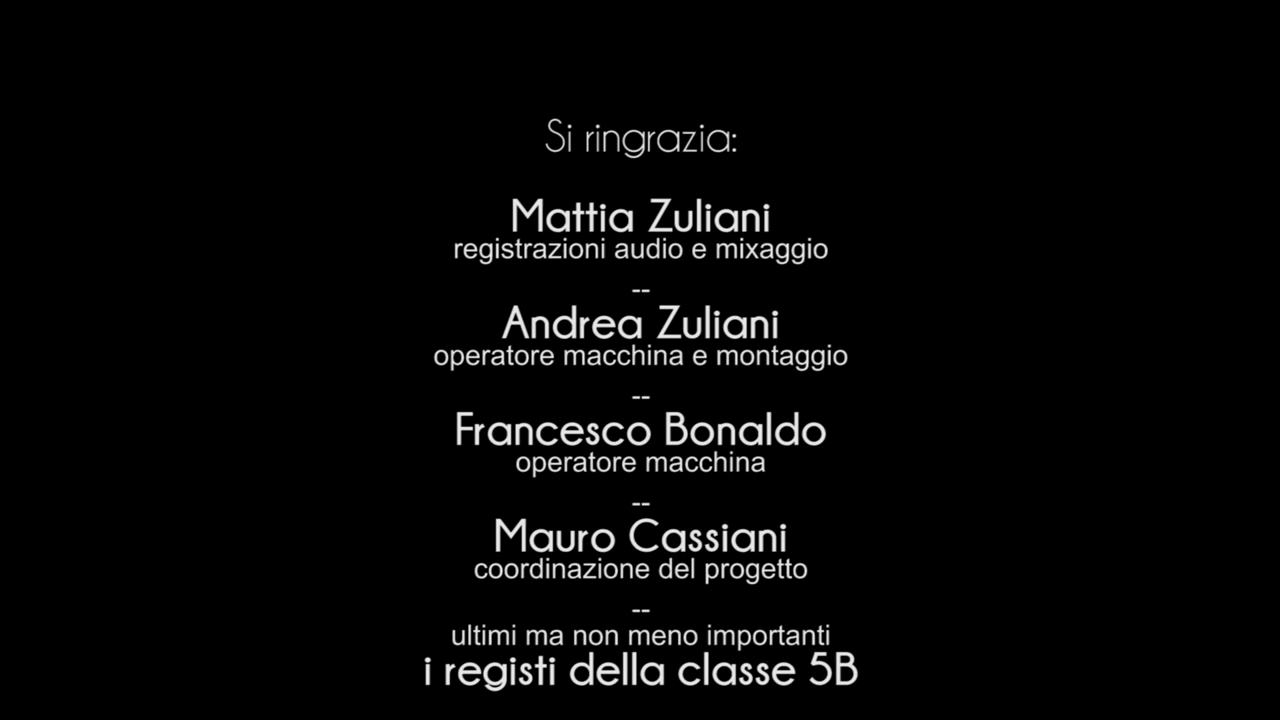 Si ringrazia:
Mattia Zuliani
registrazioni audio e mixaggio
--
Andrea Zuliani
operatore macchina e montaggio
--
Francesco Bonaldo
operatore macchina
--
Mauro Cassiani
coordinazione del progetto
--
ultimi ma non meno importanti
i registi della classe 5B